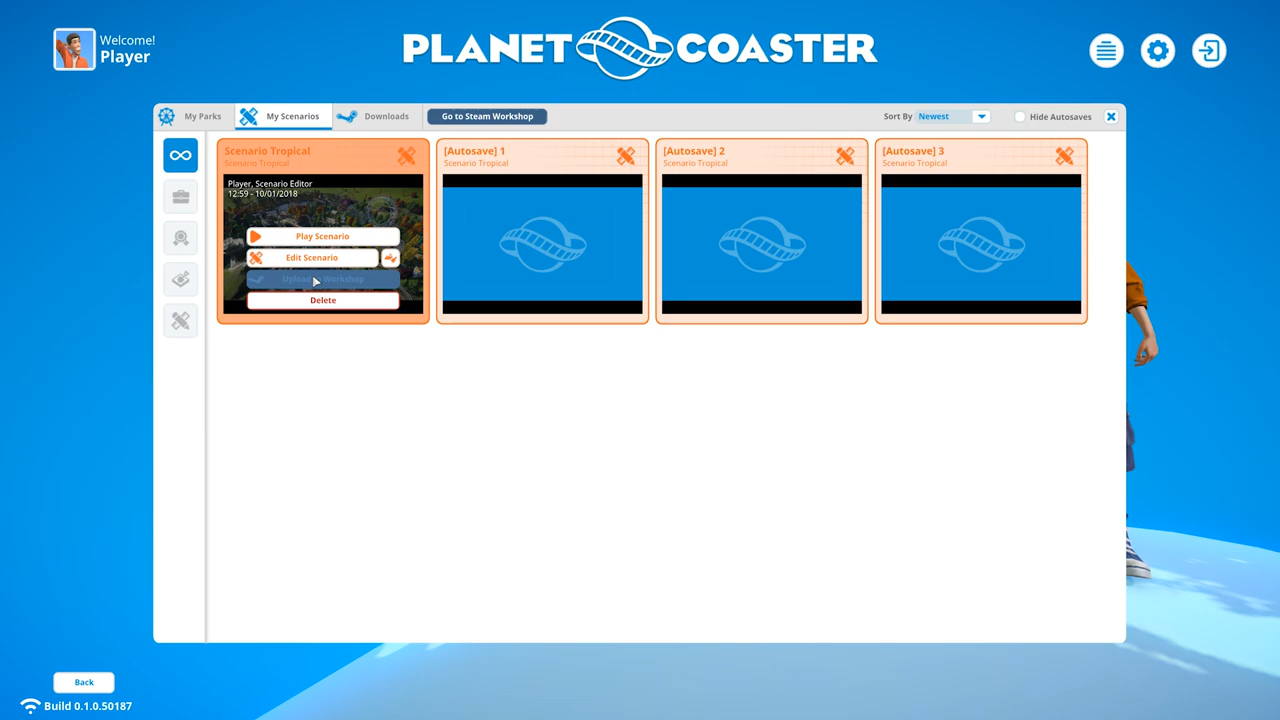 Welcome!
Player
PLANET COASTER
My Parks
My Scenarios
Downloads
Go to Steam Workshop
Sort By Newest
Hide Autosaves
Scenario Tropical
Scenario Tropical
Player, Scenario Editor
12:59 - 10/01/2018
Play Scenario
Edit Scenario
Workshop
Delete
[Autosave] 1
Scenario Tropical
[Autosave] 2
Scenario Tropical
[Autosave] 3
Scenario Tropical
Back
Build 0.1.0.50187